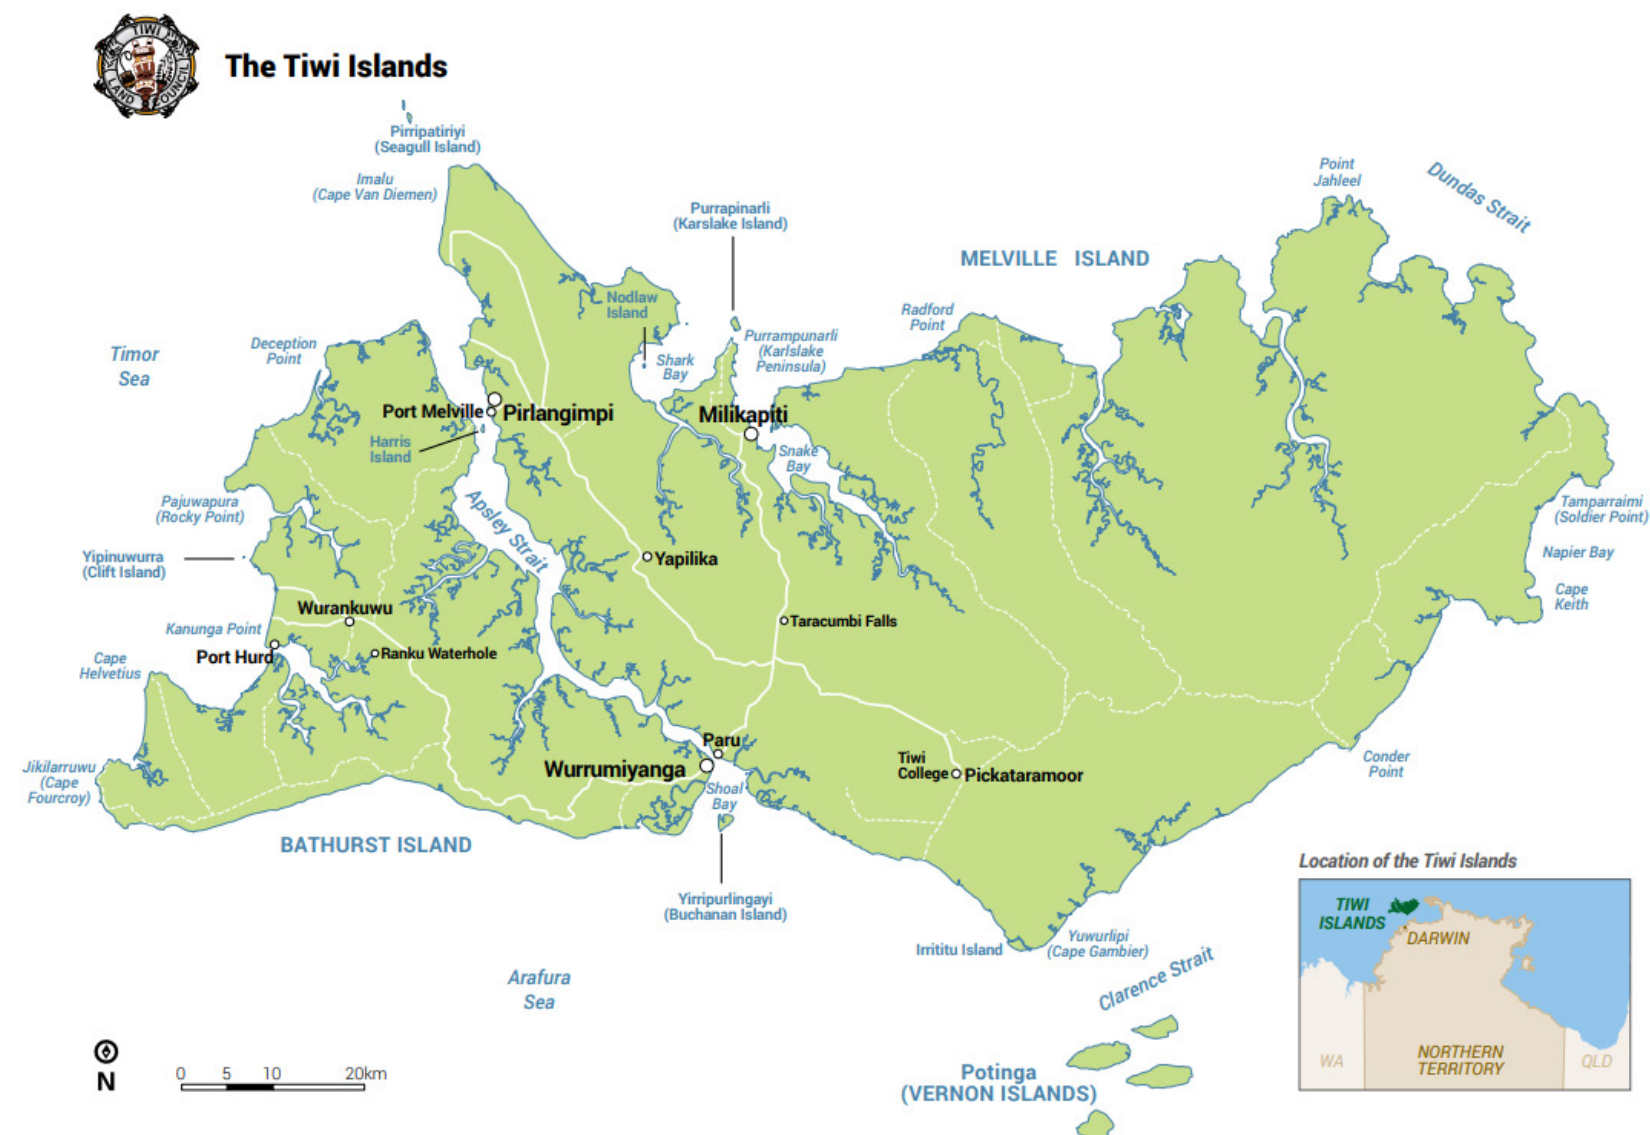 TIWI
LAND COUNCIL
The Tiwi Islands
Pirripatiriyi
(Seagull Island)
Imalu
(Cape Van Diemen)
Purrapinarli
(Karslake Island)
Point
Jahleel
Dundas Strait
MELVILLE ISLAND
Nodlaw
Island
Radford
Point
Purrampunarli
(Karlslake
Peninsula)
Shark
Bay
Timor
Sea
Deception
Point
Port Melville
Pirlangimpi
Milikapiti
Harris
Island
Snake
Bay
Pajuwapura
(Rocky Point)
Apsley Strait
Tamparraimi
(Soldier Point)
Napier Bay
Yipinuwurra
(Clift Island)
Yapilika
Cape
Keith
Wurankuwu
Taracumbi Falls
Kanunga Point
Port Hurd
Ranku Waterhole
Cape
Helvetius
Paru
Wurrumiyanga
Tiwi
College
Pickataramoor
Conder
Point
Jikilarruwu
(Cape
Fourcroy)
Shoal
Bay
BATHURST ISLAND
Yirripurlingayi
(Buchanan Island)
Irrititu Island
Yuwurlipi
(Cape Gambier)
Clarence Strait
Arafura
Sea
Potinga
(VERNON ISLANDS)
N
0 5 10 20km
Location of the Tiwi Islands
TIWI
ISLANDS
DARWIN
WA
NORTHERN
TERRITORY
QLD